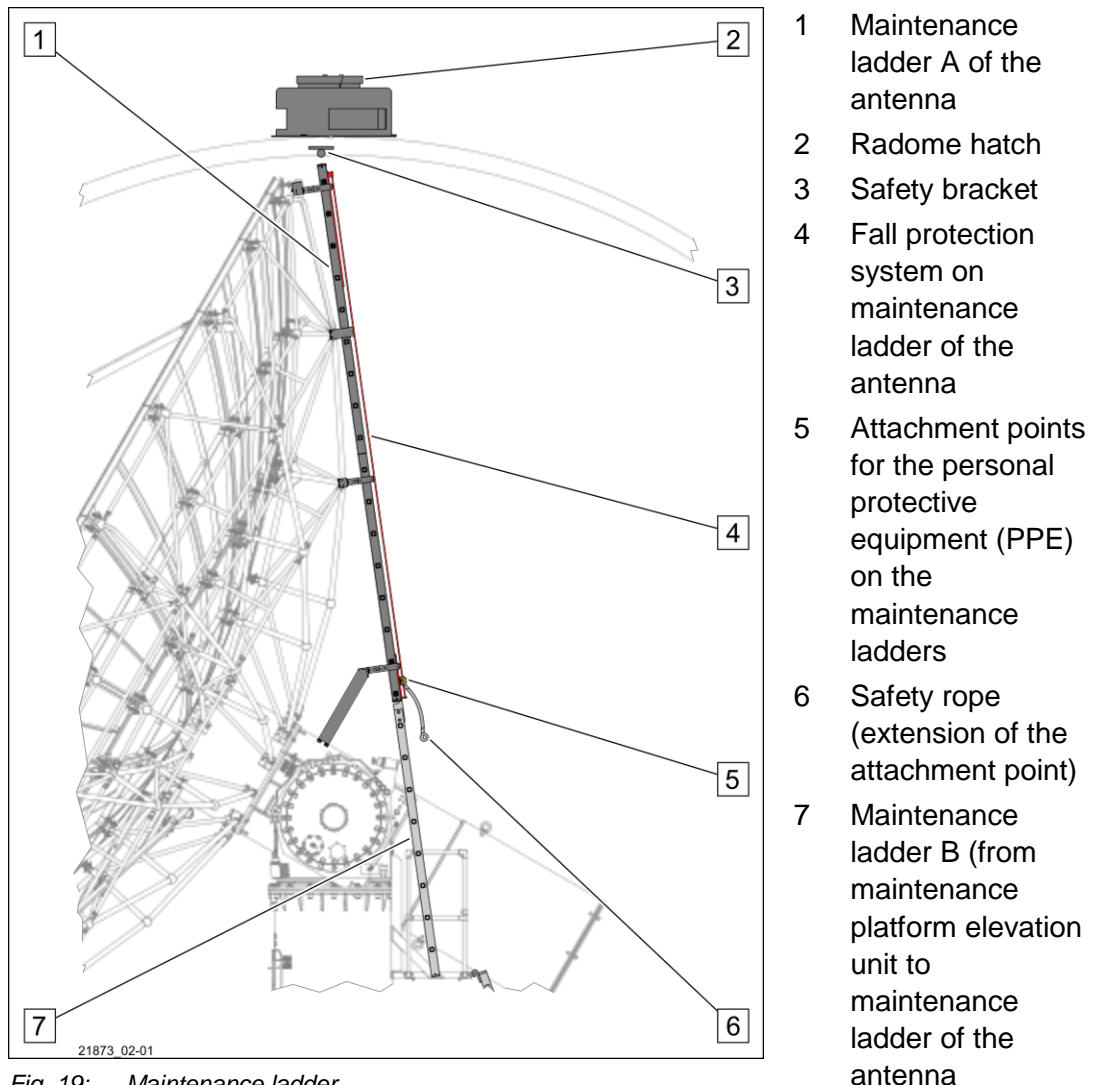 1
2
3
4
5
6
7
21873_02-01
Fig. 19: Maintenance ladder
1 Maintenance
ladder A of the
antenna
2 Radome hatch
3 Safety bracket
4 Fall protection
system on
maintenance
ladder of the
antenna
5 Attachment points
for the personal
protective
equipment (PPE)
on the
maintenance
ladders
6 Safety rope
(extension of the
attachment point)
7 Maintenance
ladder B (from
maintenance
platform elevation
unit to
maintenance
ladder of the
antenna